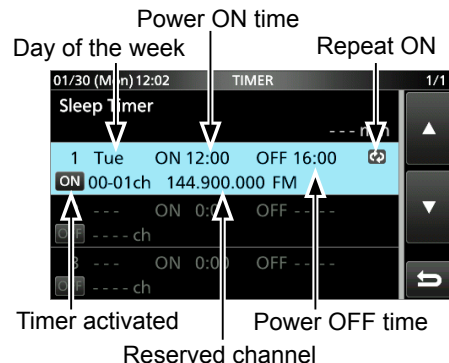 Power ON time
Day of the week
Repeat ON
01/30 (Mon) 12:02 TIMER 1/1
Sleep Timer
- - - min
1 Tue ON 12:00 OFF 16:00
ON 00-01ch 144.900.000 FM
- - - ON 0:00 OFF - - : - -
OFF - - - - ch
3 - - - ON 0:00 OFF - - : - -
OFF - - - - ch
Timer activated
Power OFF time
Reserved channel